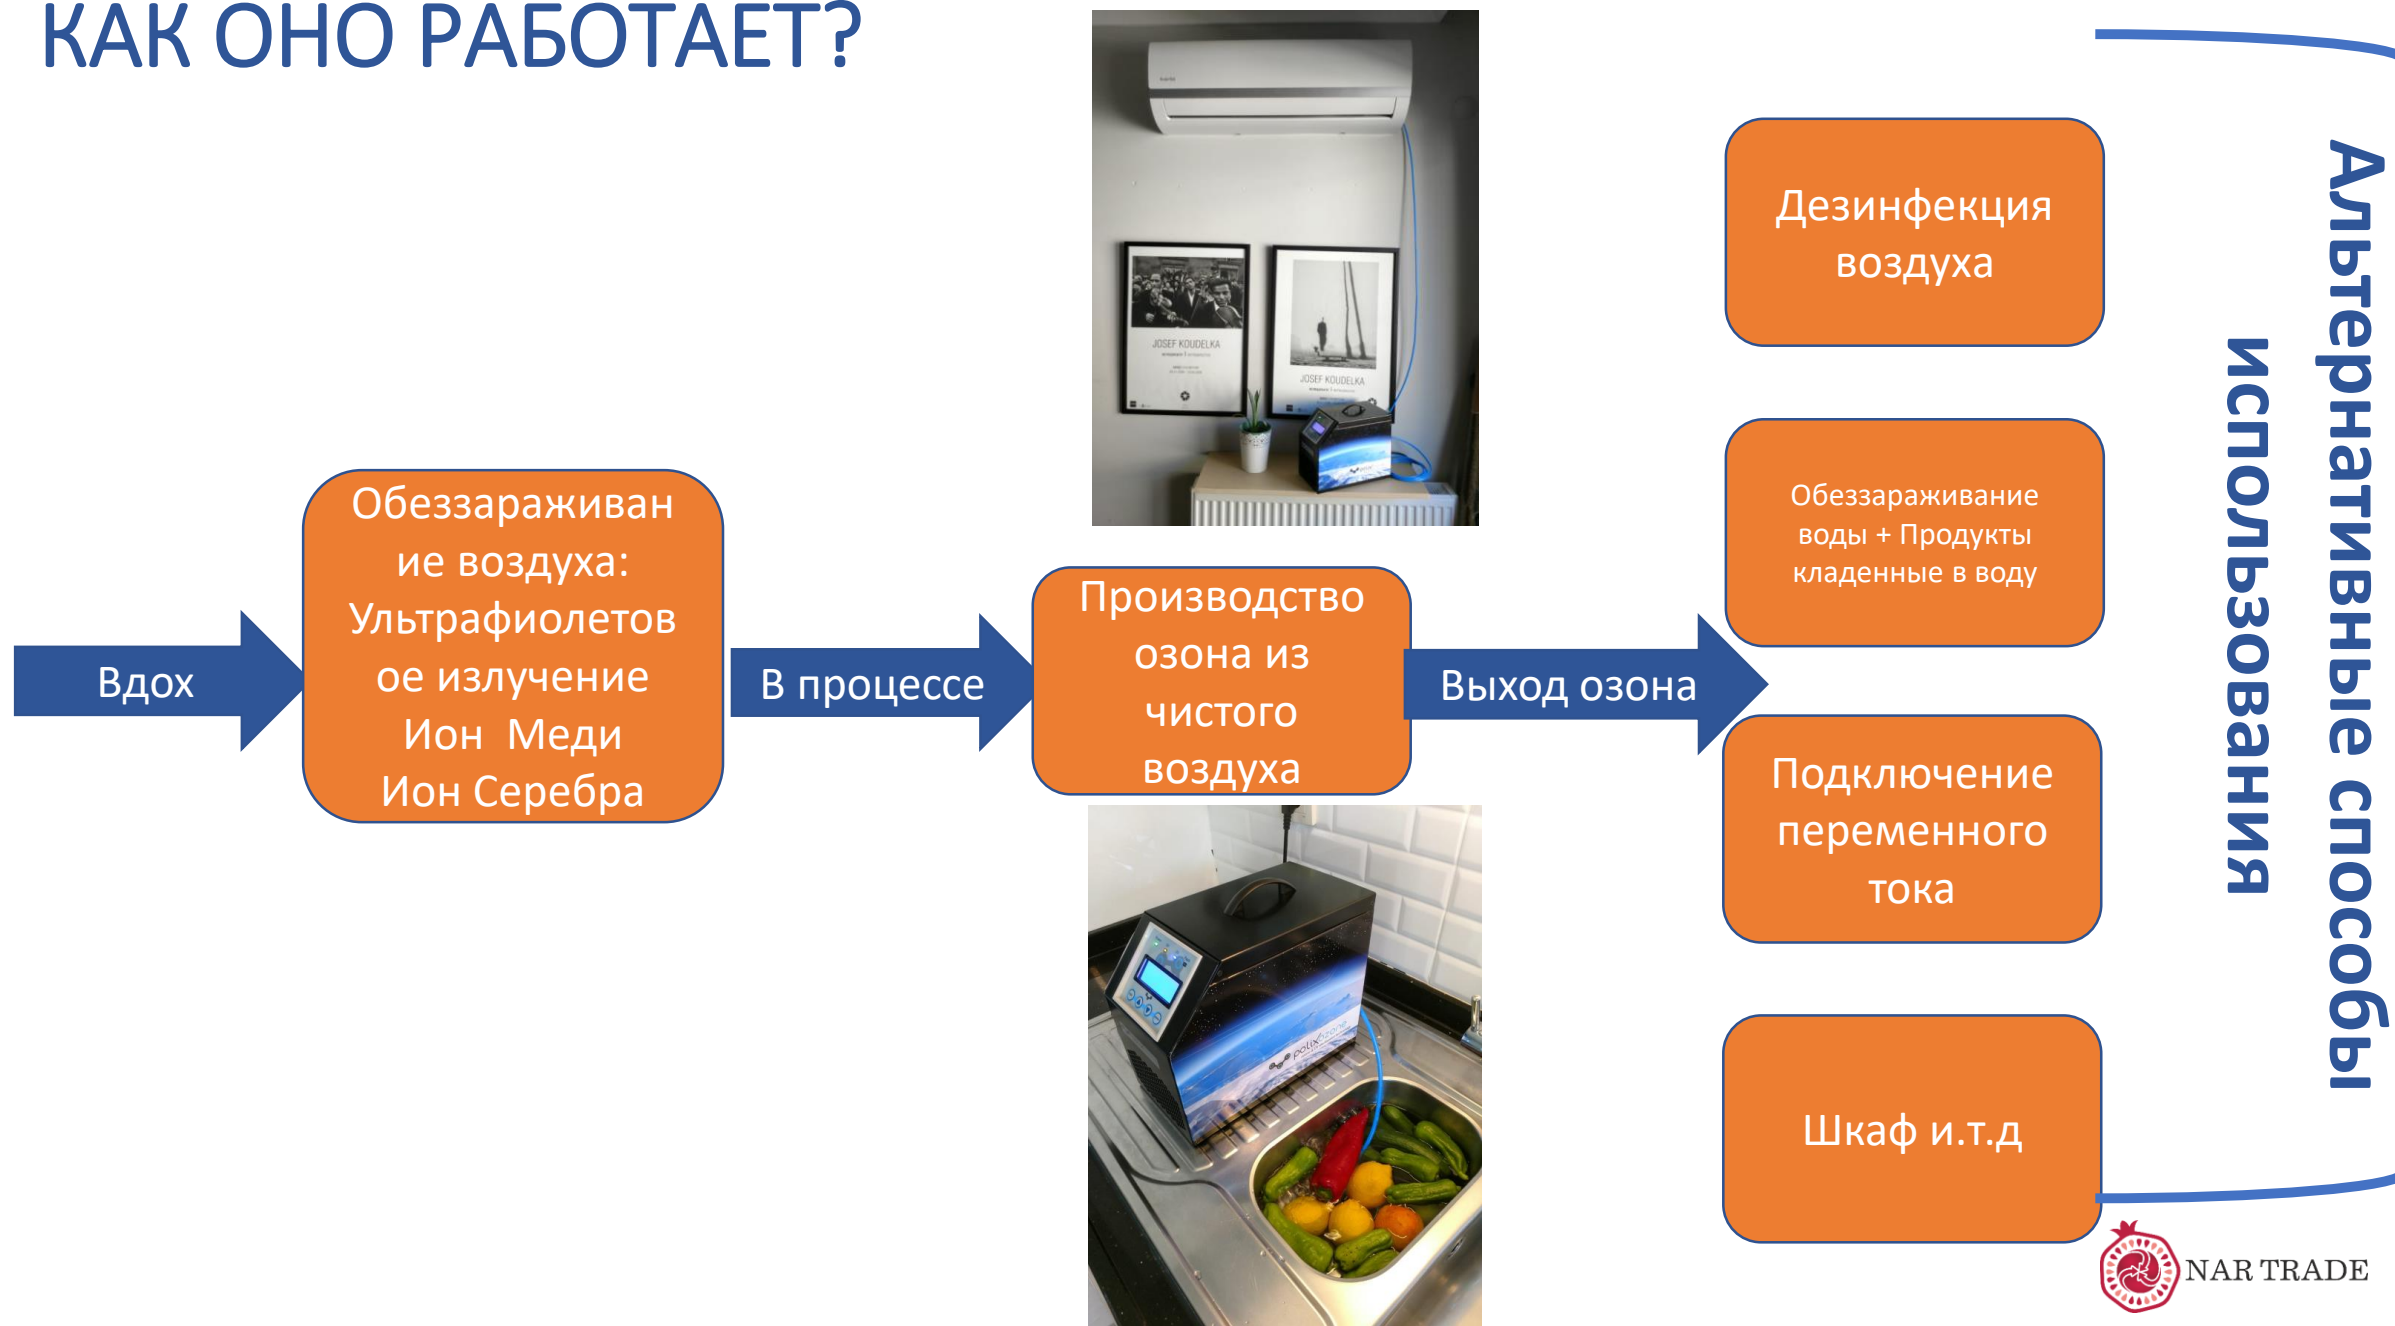 КАК ОНО РАБОТАЕТ?
Вдох
Обеззараживан
ие воздуха:
Ультрафиолетов
ое излучение
Ион Меди
Ион Серебра
В процессе
JOSEF KOUDELKA
JOSEF KOUDELKA
Производство
озона из
чистого
воздуха
polixozone
Выход озона
Дезинфекция
воздуха
Обеззараживание
воды + Продукты
кладенные в воду
Подключение
переменного
тока
Шкаф и.т.д
Альтернативные способы
использования
NAR TRADE